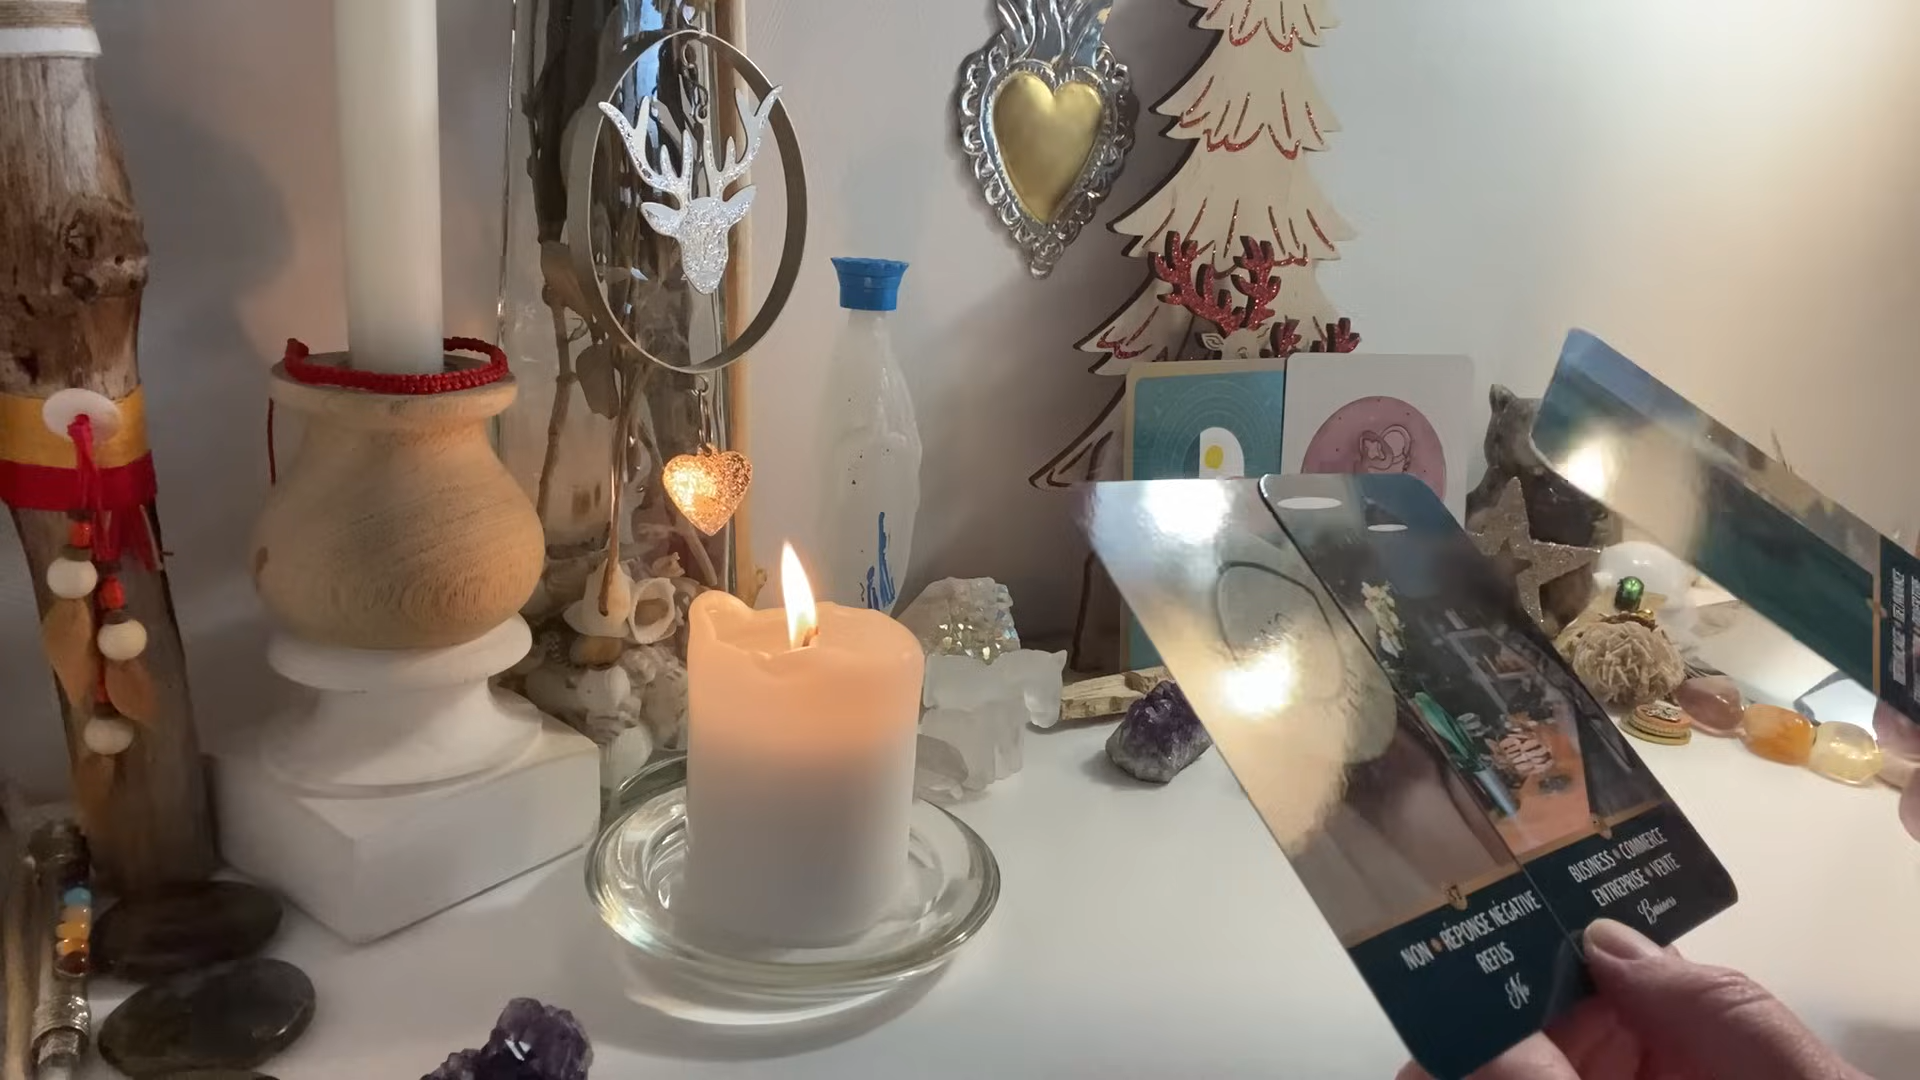 NON • RÉPONSE NÉGATIVE
REFUS
No
BUSINESS • COMMERCE
ENTREPRISE • VENTE
Business